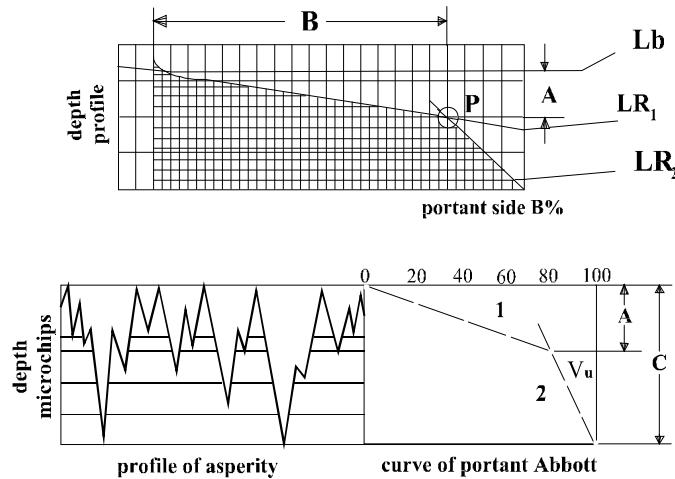 B
Lb
A
P
LR1
LR2
depth
profile
portant side B%
0 20 40 60 80 100
1
A
Vu
2
C
depth
microchips
profile of asperity
curve of portant Abbott